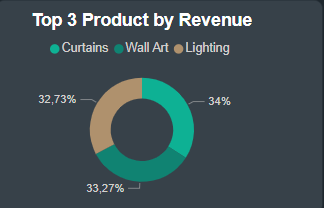 Top 3 Product by Revenue
Curtains Wall Art Lighting
32,73%
34%
33,27%